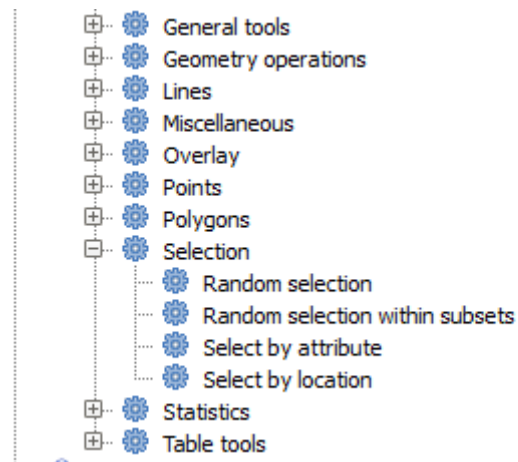 General tools
Geometry operations
Lines
Miscellaneous
Overlay
Points
Polygons
Selection
Random selection
Random selection within subsets
Select by attribute
Select by location
Statistics
Table tools